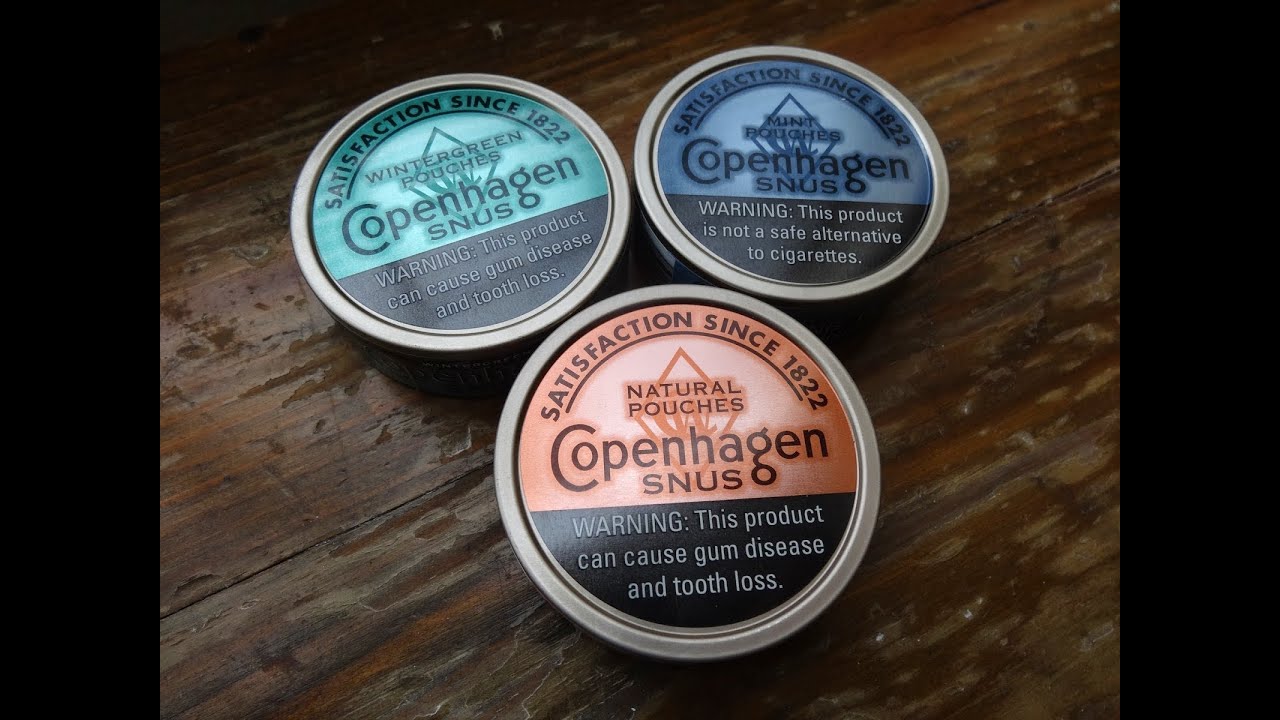 SATISFACTION SINCE 1822
WINTERGREEN
POUCHES
Copenhagen
SNUS
WARNING: This product
can cause gum disease
and tooth loss.
SATISFACTION SINCE 1822
MINT
POUCHES
Copenhagen
SNUS
WARNING: This product
is not a safe alternative
to cigarettes.
SATISFACTION SINCE 1822
NATURAL
POUCHES
Copenhagen
SNUS
WARNING: This product
can cause gum disease
and tooth loss.